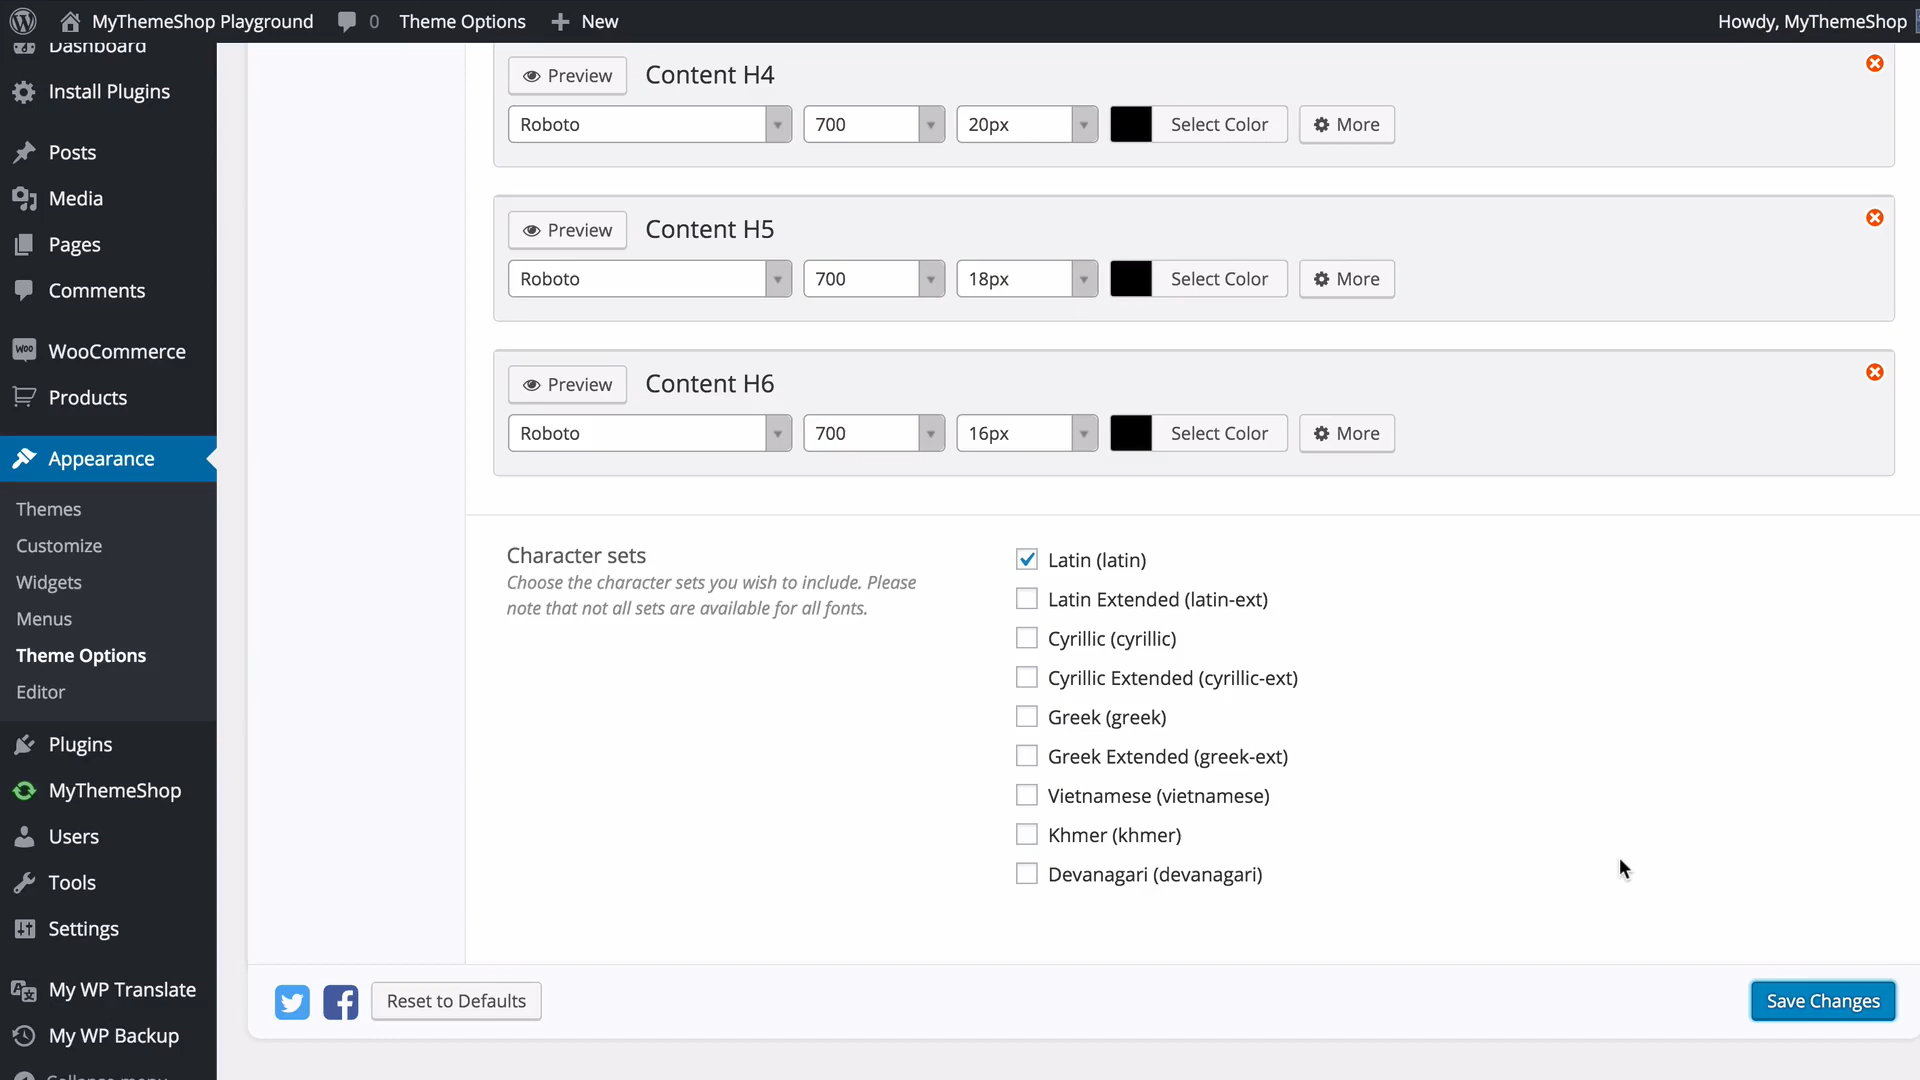 MyThemeShop Playground 0 Theme Options New Howdy, MyThemeShop
Dashboard
Install Plugins
Posts
Media
Pages
Comments
WOO WooCommerce
Products
Appearance
Themes
Customize
Widgets
Menus
Theme Options
Editor
Plugins
MyThemeShop
Users
Tools
Settings
My WP Translate
My WP Backup
Collapse menu
Preview Content H4
Roboto 700 20px Select Color More
Preview Content H5
Roboto 700 18px Select Color More
Preview Content H6
Roboto 700 16px Select Color More
Character sets
Choose the character sets you wish to include. Please
note that not all sets are available for all fonts.
Latin (latin)
Latin Extended (latin-ext)
Cyrillic (cyrillic)
Cyrillic Extended (cyrillic-ext)
Greek (greek)
Greek Extended (greek-ext)
Vietnamese (vietnamese)
Khmer (khmer)
Devanagari (devanagari)
Reset to Defaults Save Changes